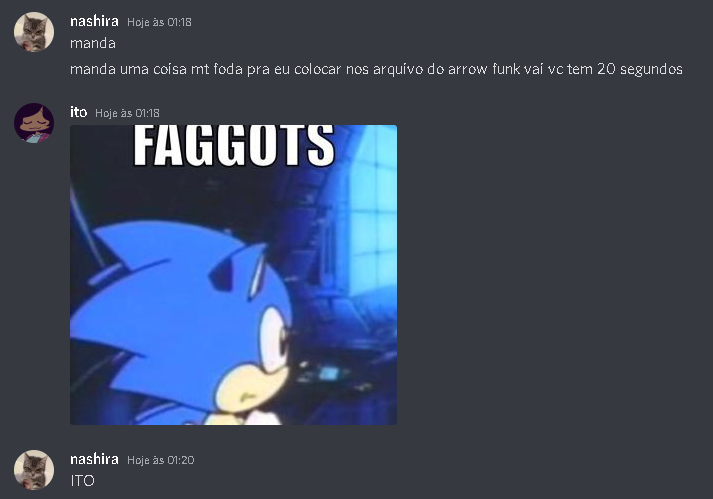 nashira Hoje às 01:18
manda
manda uma coisa mt foda pra eu colocar nos arquivo do arrow funk vai vc tem 20 segundos
ito Hoje às 01:18
FAGGOTS
nashira Hoje às 01:20
ITO